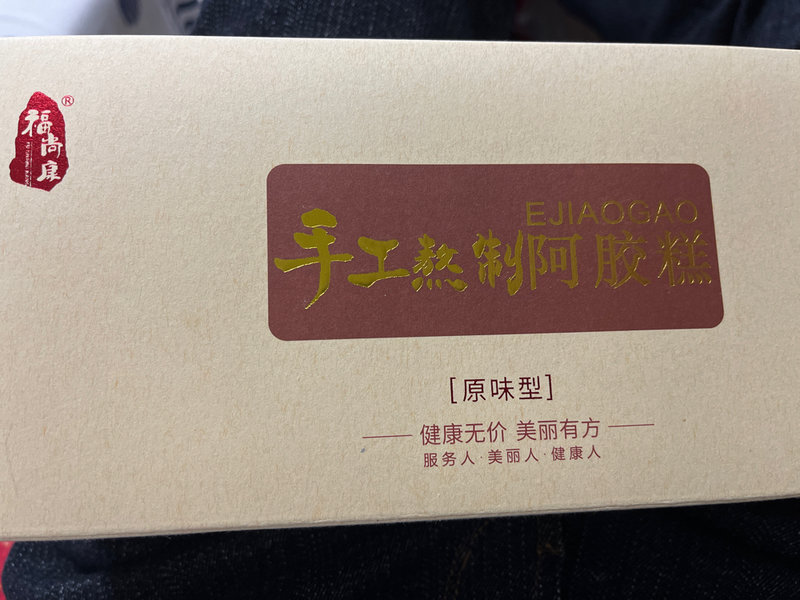 福尚康
®
EJIAOGAO
手工熬制阿胶糕
[原味型]
健康无价 美丽有方
服务人·美丽人·健康人